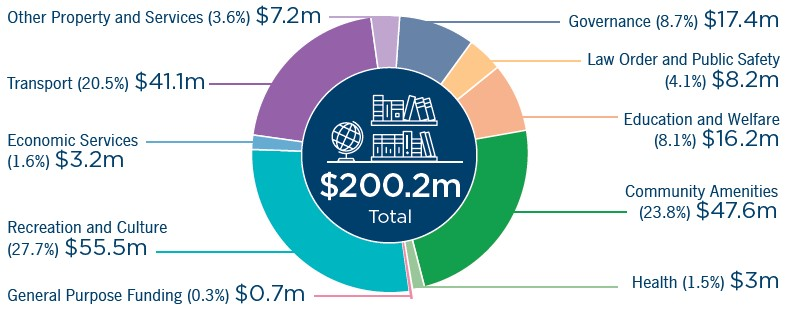 Other Property and Services (3.6%) $7.2m
Transport (20.5%) $41.1m
Economic Services
(1.6%) $3.2m
Recreation and Culture
(27.7%) $55.5m
General Purpose Funding (0.3%) $0.7m
$200.2m
Total
Governance (8.7%) $17.4m
Law Order and Public Safety
(4.1%) $8.2m
Education and Welfare
(8.1%) $16.2m
Community Amenities
(23.8%) $47.6m
Health (1.5%) $3m